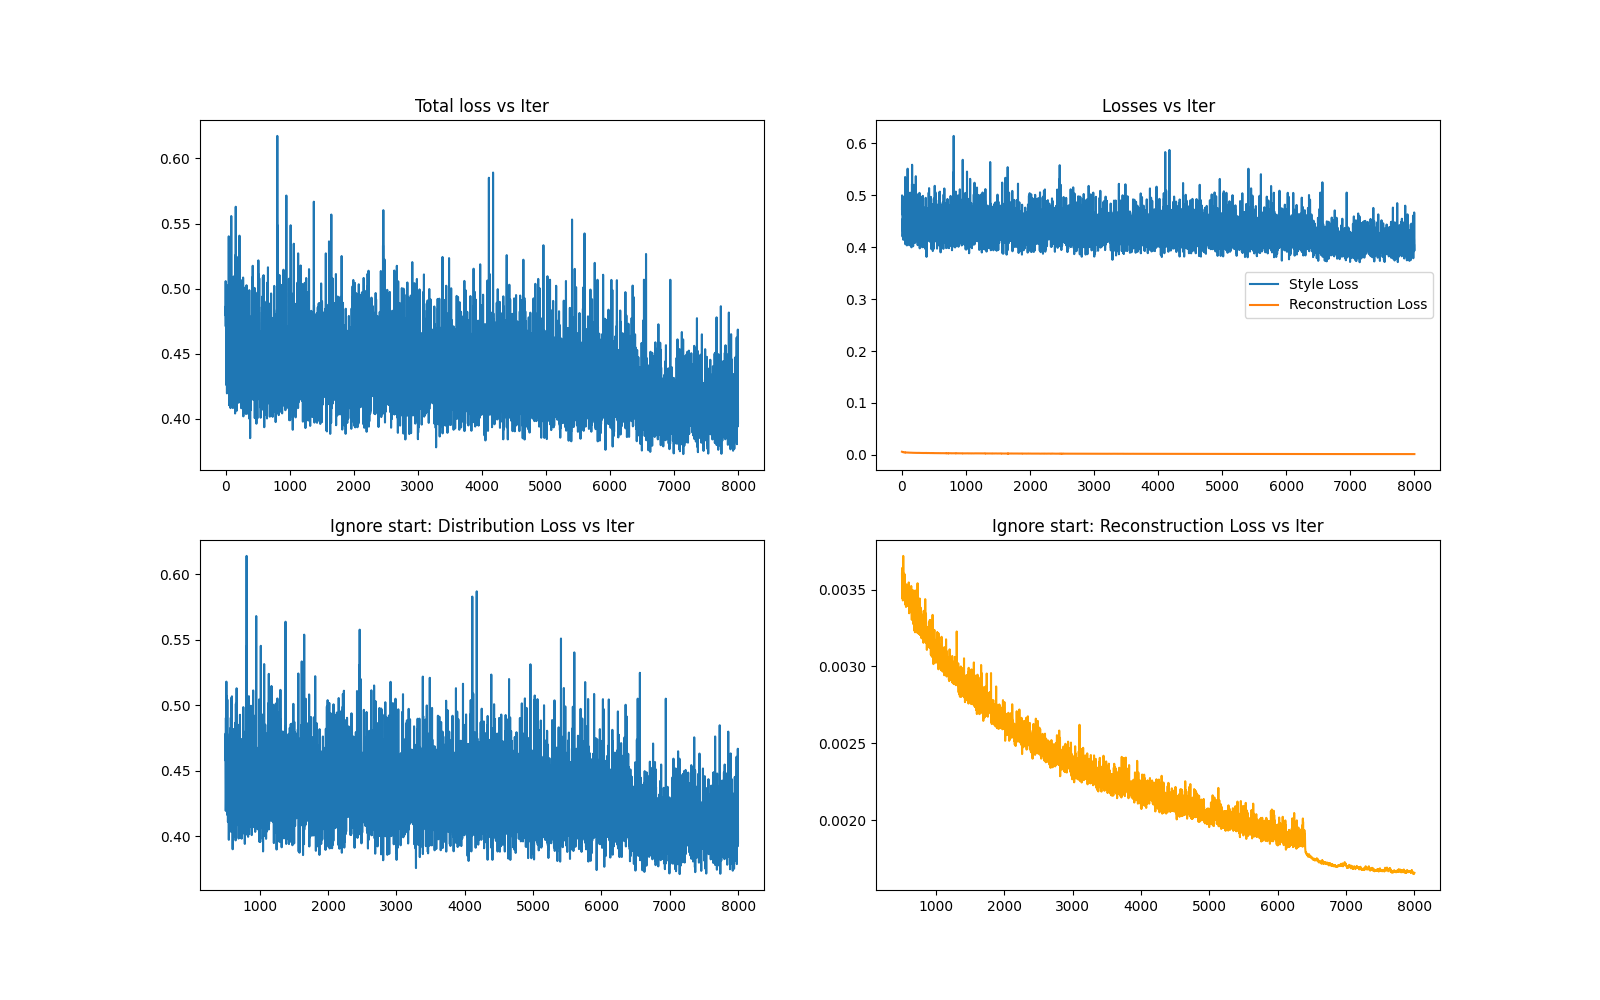 Total loss vs Iter
0.60
0.55
0.50
0.45
0.40
0 1000 2000 3000 4000 5000 6000 7000 8000
Losses vs Iter
0.6
0.5
0.4
0.3
0.2
0.1
0.0
Style Loss
Reconstruction Loss
0 1000 2000 3000 4000 5000 6000 7000 8000
Ignore start: Distribution Loss vs Iter
0.60
0.55
0.50
0.45
0.40
1000 2000 3000 4000 5000 6000 7000 8000
Ignore start: Reconstruction Loss vs Iter
0.0035
0.0030
0.0025
0.0020
1000 2000 3000 4000 5000 6000 7000 8000